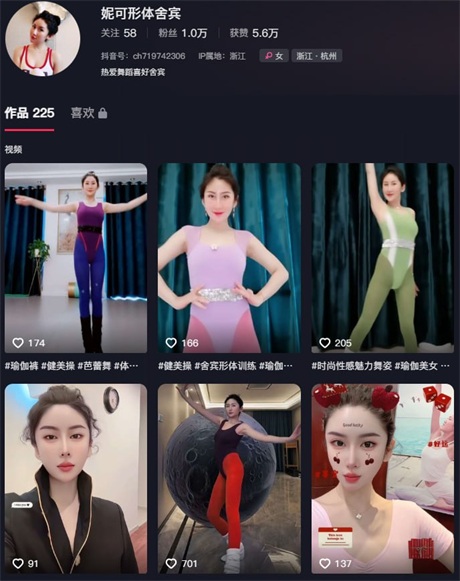 妮可形体舍宾
关注 58 粉丝 1.0万 获赞 5.6万
抖音号：ch719742306 IP属地：浙江 女 浙江·杭州
热爱舞蹈喜好舍宾
作品 225 喜欢
视频
174 166 205
#瑜伽裤 #健美操 #芭蕾舞 #体… #健美操 #舍宾形体训练 #瑜伽… #时尚性感魅力舞姿 #瑜伽美女 …
Good lucky
#好运
91 701 137